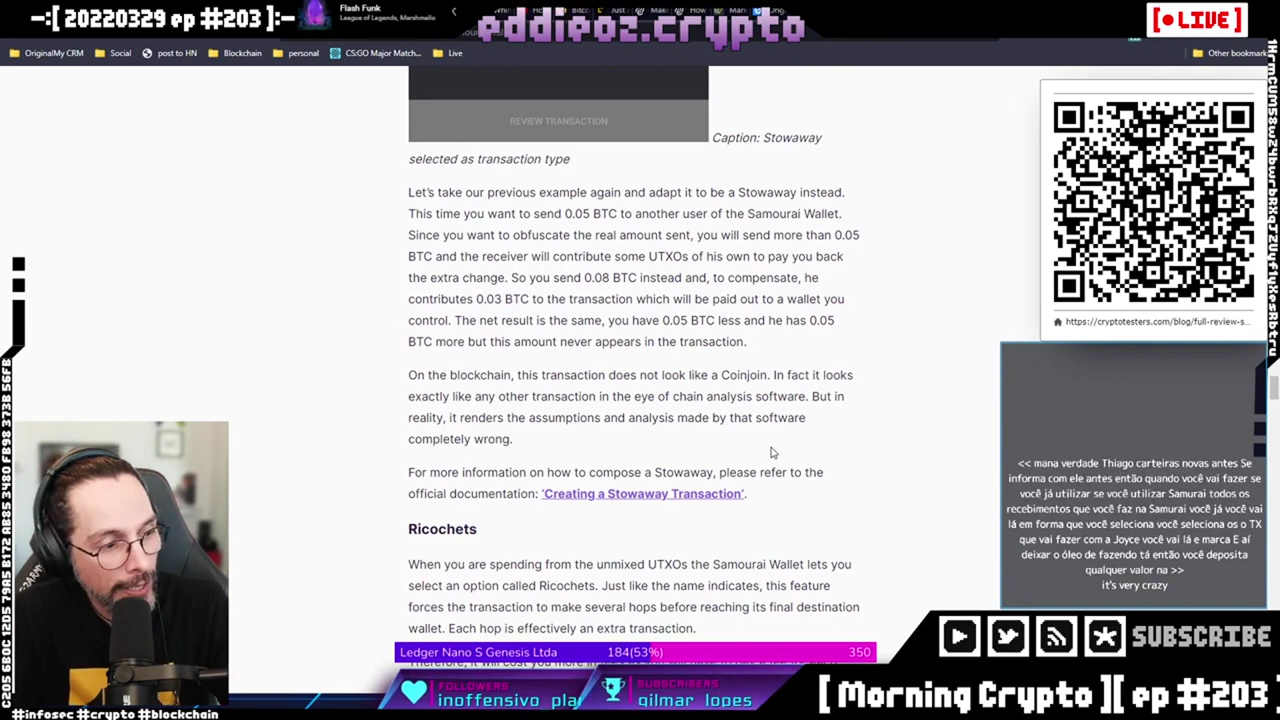 -:[ 20220329 ep #203 ]:-
Flash Funk
League of Legends, Marshmello
eddieoz.crypto
[● LIVE]
OriginalMy CRM
Social
post to HN
Blockchain
personal
CS:GO Major Match...
Live
Other bookmark
REVIEW TRANSACTION
Caption: Stowaway
selected as transaction type
Let's take our previous example again and adapt it to be a Stowaway instead.
This time you want to send 0.05 BTC to another user of the Samourai Wallet.
Since you want to obfuscate the real amount sent, you will send more than 0.05
BTC and the receiver will contribute some UTXOs of his own to pay you back
the extra change. So you send 0.08 BTC instead and, to compensate, he
contributes 0.03 BTC to the transaction which will be paid out to a wallet you
control. The net result is the same, you have 0.05 BTC less and he has 0.05
BTC more but this amount never appears in the transaction.
On the blockchain, this transaction does not look like a Coinjoin. In fact it looks
exactly like any other transaction in the eye of chain analysis software. But in
reality, it renders the assumptions and analysis made by that software
completely wrong.
For more information on how to compose a Stowaway, please refer to the
official documentation: 'Creating a Stowaway Transaction'.
Ricochets
When you are spending from the unmixed UTXOs the Samourai Wallet lets you
select an option called Ricochets. Just like the name indicates, this feature
forces the transaction to make several hops before reaching its final destination
wallet. Each hop is effectively an extra transaction.
https://cryptotesters.com/blog/full-review-s...
<< mana verdade Thiago carteiras novas antes Se
informa com ele antes então quando você vai fazer se
você já utilizar se você utilizar Samurai todos os
recebimentos que você faz na Samurai você já você vai
lá em forma que você seleciona você seleciona os o TX
que vai fazer com a Joyce você vai lá e marca E aí
deixar o óleo de fazendo tá então você deposita
qualquer valor na >>
it's very crazy
SUBSCRIBE
Ledger Nano S Genesis Ltda
184(53%)
350
FOLLOWERS
inoffensivo pla
SUBSCRIBERS
gilmar lopes
[ Morning Crypto ][ ep #203 ]
#infosec #crypto #blockchain